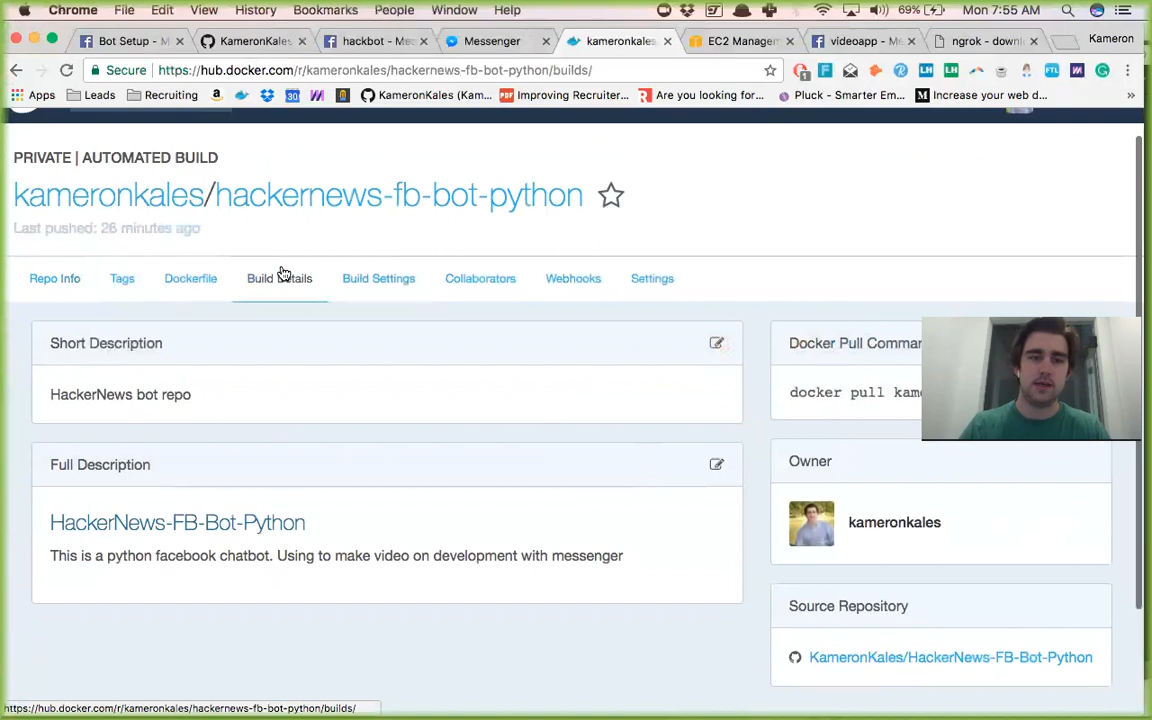 Chrome File Edit View History Bookmarks People Window Help 69% Mon 7:55 AM
Bot Setup - M KameronKales hackbot - Mes Messenger kameronkales EC2 Managem videoapp - Me ngrok - downl Kameron
Secure https://hub.docker.com/r/kameronkales/hackernews-fb-bot-python/builds/
Apps Leads Recruiting KameronKales (Kam... Improving Recruiter... Are you looking for... Pluck - Smarter Em... Increase your web d... »
PRIVATE | AUTOMATED BUILD
kameronkales/hackernews-fb-bot-python
Last pushed: 26 minutes ago
Repo Info Tags Dockerfile Build Details Build Settings Collaborators Webhooks Settings
Short Description
HackerNews bot repo
Full Description
HackerNews-FB-Bot-Python
This is a python facebook chatbot. Using to make video on development with messenger
Docker Pull Comma
docker pull kam
Owner
kameronkales
Source Repository
KameronKales/HackerNews-FB-Bot-Python
https://hub.docker.com/r/kameronkales/hackernews-fb-bot-python/builds/